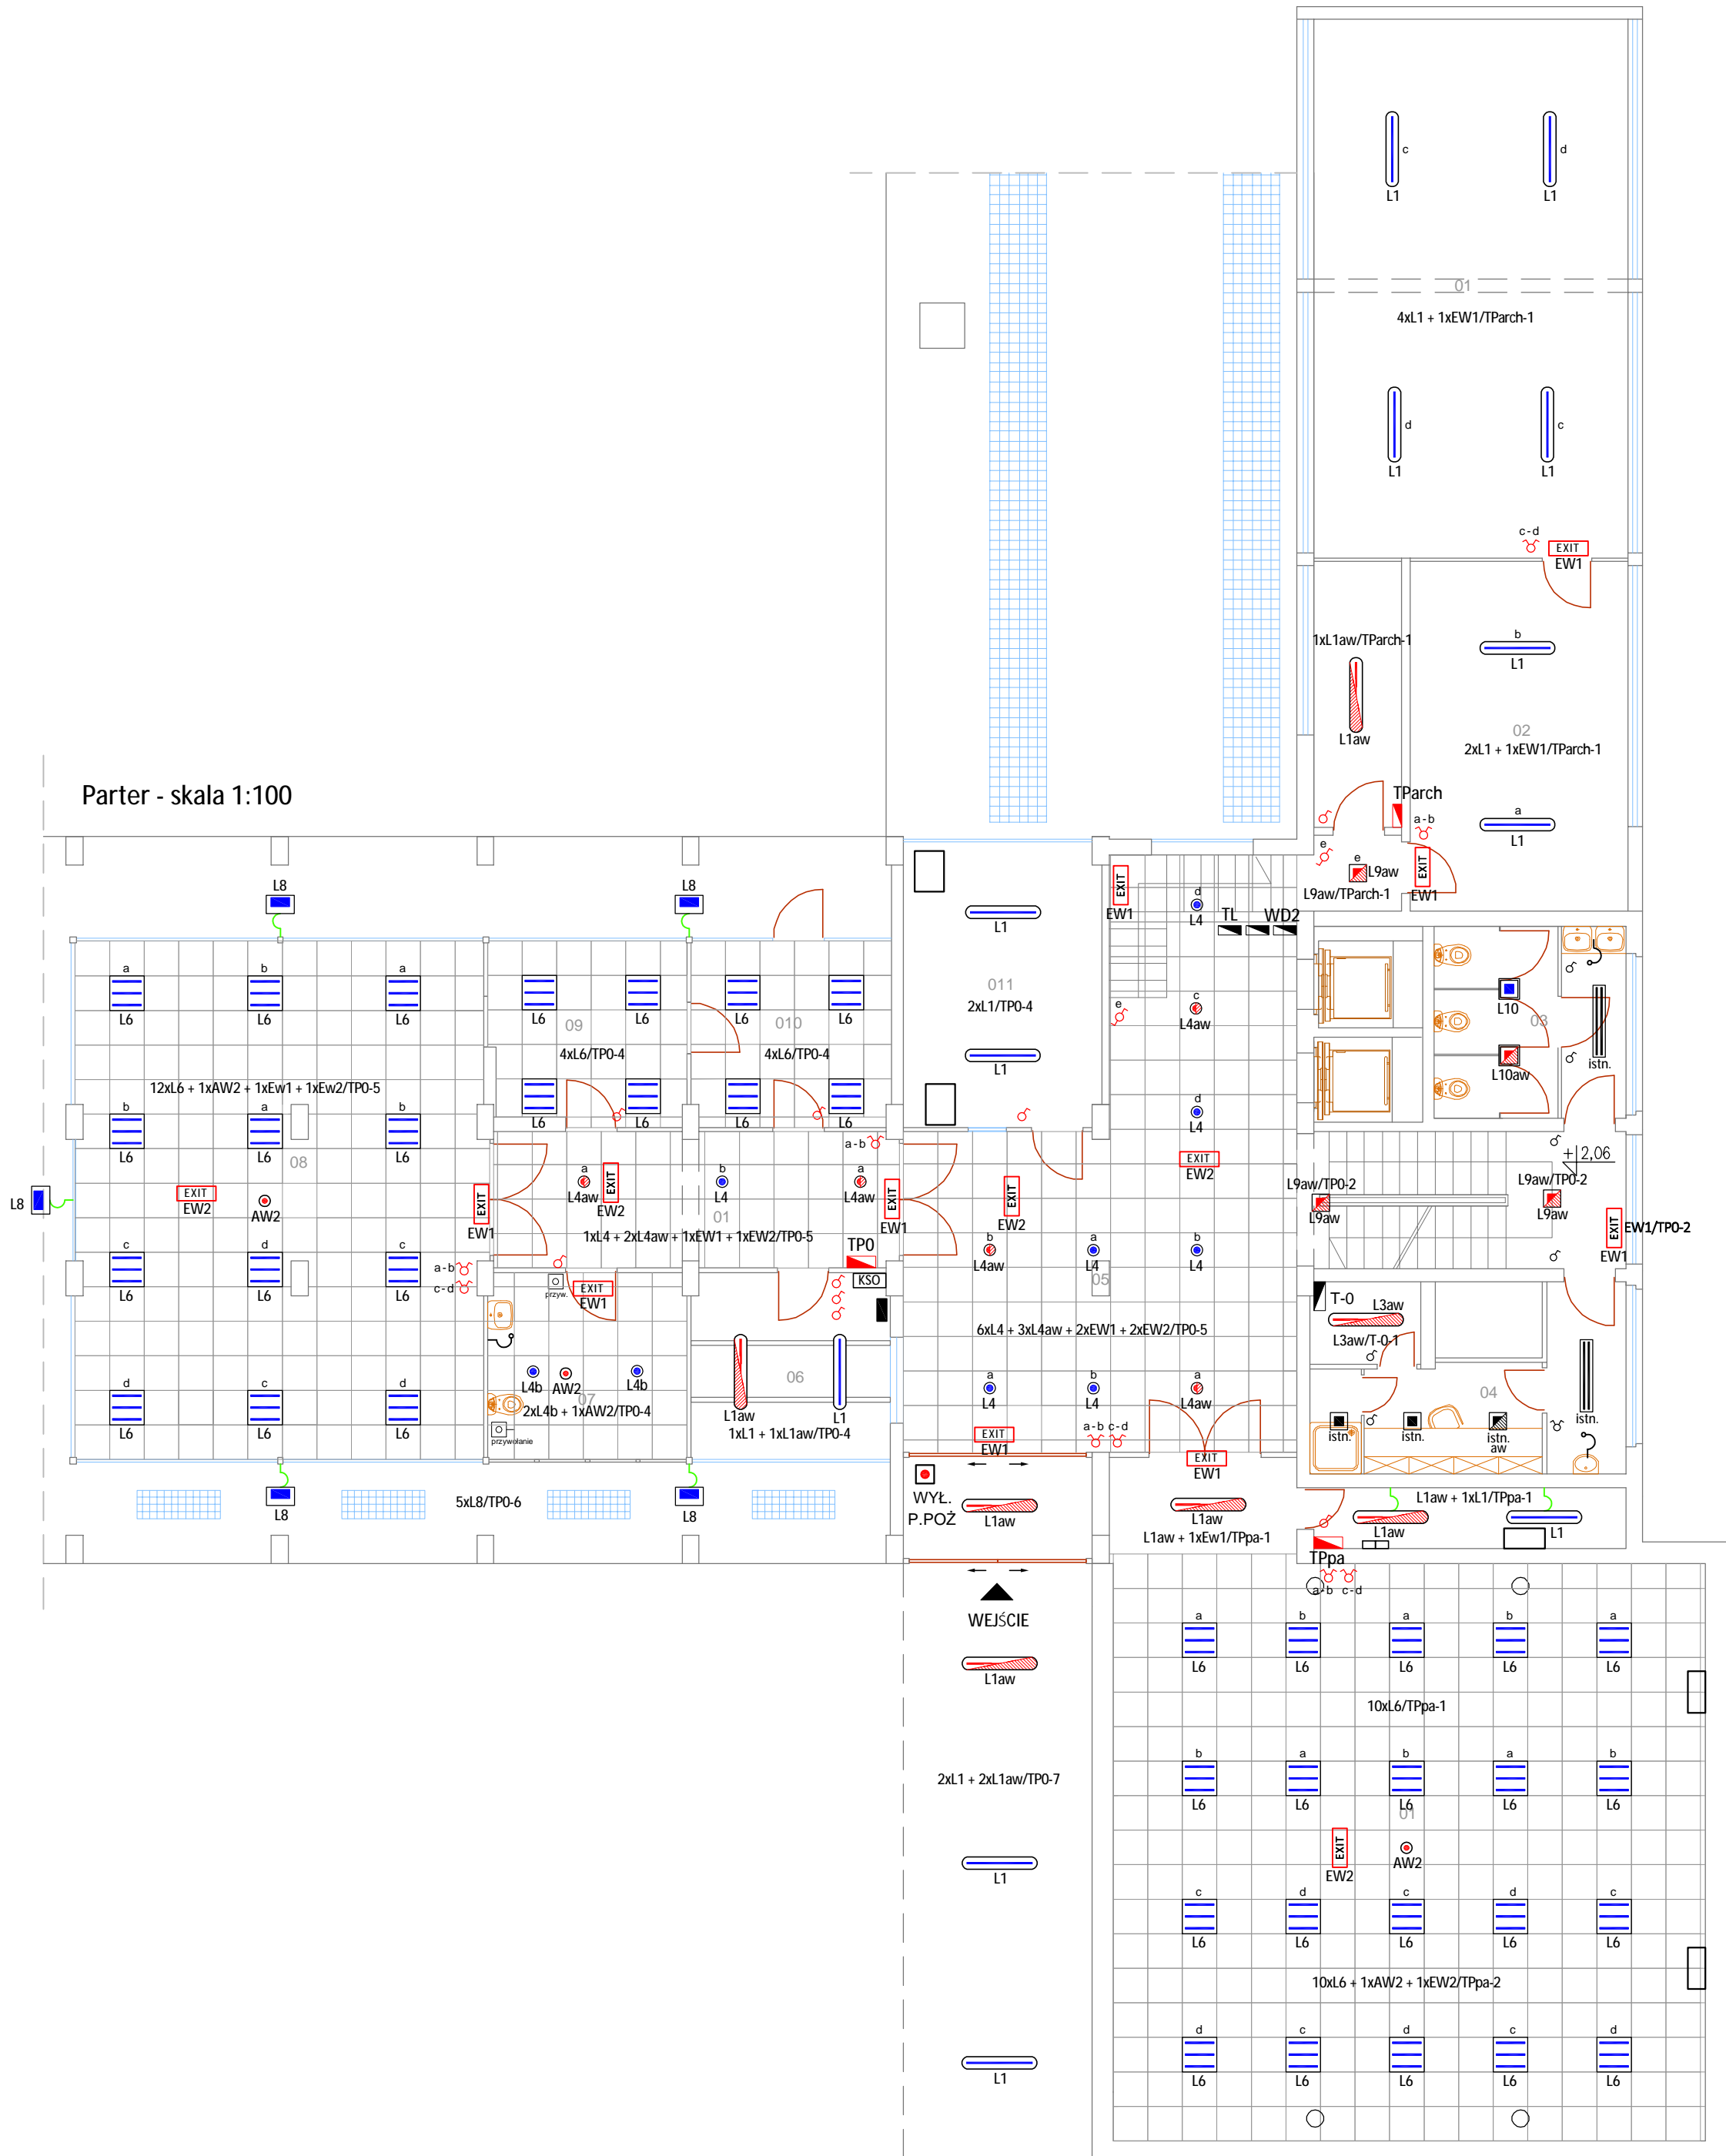 c
L1
d
L1
01
4xL1 + 1xEW1/TParch-1
d
L1
c
L1
c-d
EXIT
EW1
1xL1aw/TParch-1
L1aw
b
L1
02
2xL1 + 1xEW1/TParch-1
a
L1
TParch
a-b
e
e
L9aw
L9aw/TParch-1
EXIT
EW1
Parter - skala 1:100
L8
L8
a
L6
b
L6
a
L6
L6
L6
L6
L6
09
010
4xL6/TP0-4
4xL6/TP0-4
L6
L6
L6
L6
12xL6 + 1xAW2 + 1xEw1 + 1xEw2/TP0-5
b
L6
a
L6
b
L6
08
L8
EXIT
EW2
AW2
EXIT
EW1
c
L6
d
L6
c
L6
a-b
c-d
d
L6
c
L6
d
L6
a
L4aw
EXIT
EW2
b
L4
01
a-b
a
L4aw
EXIT
EW1
1xL4 + 2xL4aw + 1xEW1 + 1xEW2/TP0-5
TP0
KSO
przyw.
EXIT
EW1
L4b
AW2
L4b
07
2xL4b + 1xAW2/TP0-4
przywołanie
06
L1aw
L1
1xL1 + 1xL1aw/TP0-4
5xL8/TP0-6
L8
L8
L1
011
2xL1/TP0-4
L1
EXIT
EW1
d
L4
TL
WD2
e
c
L4aw
d
L4
EXIT
EW2
EXIT
EW2
b
L4aw
a
L4
b
L4
05
6xL4 + 3xL4aw + 2xEW1 + 2xEW2/TP0-5
a
L4
b
L4
a
L4aw
EXIT
EW1
a-b
c-d
EXIT
EW1
L10
03
L10aw
istn.
+2,06
L9aw/TP0-2
L9aw
L9aw/TP0-2
L9aw
EXIT
EW1/TP0-2
EW1
T-0
L3aw
L3aw/T-0-1
04
istn.
istn.
istn.
aw
istn.
WYŁ.
P.POŻ
L1aw
L1aw
L1aw + 1xEw1/TPpa-1
L1aw + 1xL1/TPpa-1
L1aw
L1
TPpa
a-b
c-d
WEJŚCIE
L1aw
2xL1 + 2xL1aw/TP0-7
L1
L1
a
L6
b
L6
a
L6
b
L6
a
L6
10xL6/TPpa-1
b
L6
a
L6
b
L6
a
L6
b
L6
01
EXIT
EW2
AW2
c
L6
d
L6
c
L6
d
L6
c
L6
10xL6 + 1xAW2 + 1xEW2/TPpa-2
d
L6
c
L6
d
L6
c
L6
d
L6